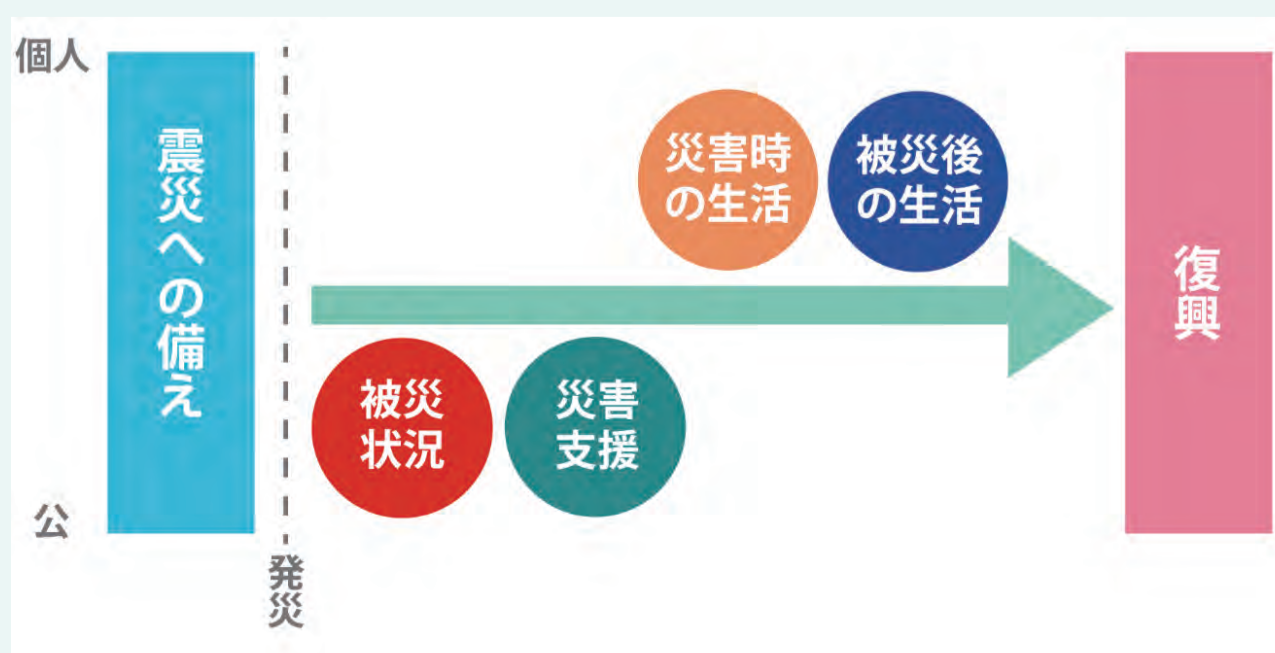 個人
公
震災への備え
発災
災害時
の生活
被災後
の生活
被災
状況
災害
支援
復興